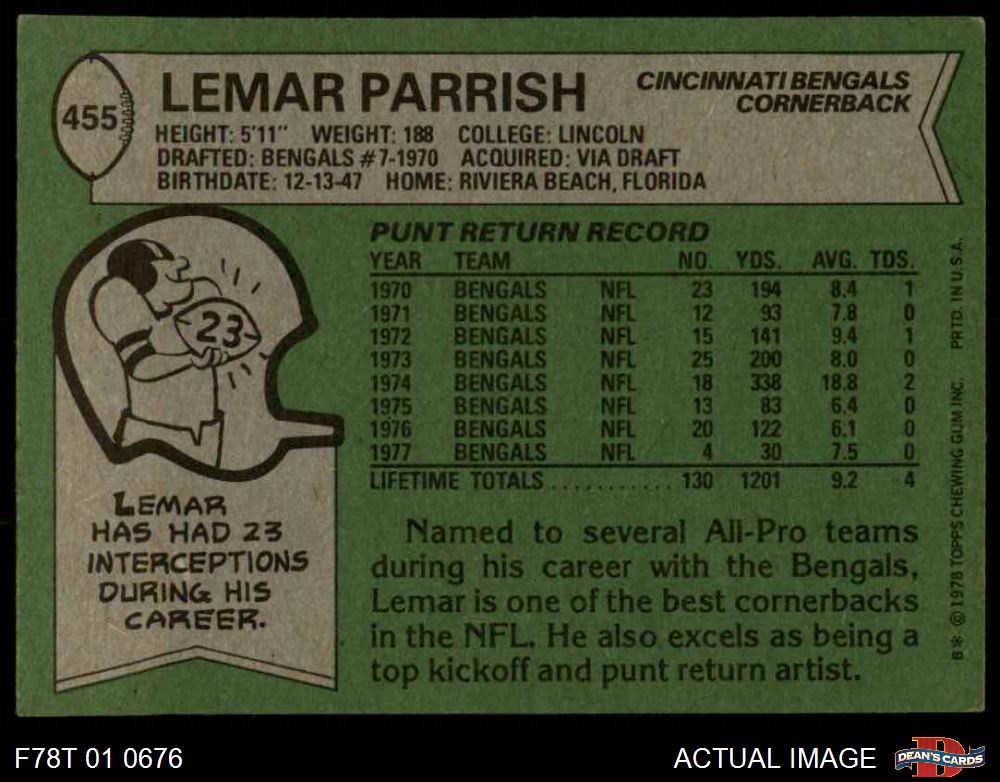 455
LEMAR PARRISH
CINCINNATI BENGALS
CORNERBACK
HEIGHT: 5'11" WEIGHT: 188 COLLEGE: LINCOLN
DRAFTED: BENGALS #7-1970 ACQUIRED: VIA DRAFT
BIRTHDATE: 12-13-47 HOME: RIVIERA BEACH, FLORIDA
23
LEMAR
HAS HAD 23
INTERCEPTIONS
DURING HIS
CAREER.
PUNT RETURN RECORD
YEAR TEAM NO. YDS. AVG. TDS.
1970 BENGALS NFL 23 194 8.4 1
1971 BENGALS NFL 12 93 7.8 0
1972 BENGALS NFL 15 141 9.4 1
1973 BENGALS NFL 25 200 8.0 0
1974 BENGALS NFL 18 338 18.8 2
1975 BENGALS NFL 13 83 6.4 0
1976 BENGALS NFL 20 122 6.1 0
1977 BENGALS NFL 4 30 7.5 0
LIFETIME TOTALS........... 130 1201 9.2 4
Named to several All-Pro teams
during his career with the Bengals,
Lemar is one of the best cornerbacks
in the NFL. He also excels as being a
top kickoff and punt return artist.
B** © 1978 TOPPS CHEWING GUM INC. PRTD. IN U.S.A.
F78T 01 0676
ACTUAL IMAGE
D
DEAN'S CARDS